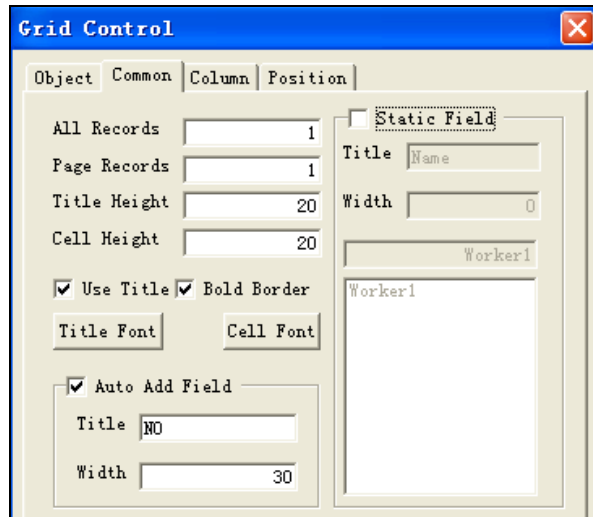 Grid Control
Object Common Column Position
All Records 1
Page Records 1
Title Height 20
Cell Height 20
Use Title Bold Border
Title Font Cell Font
Auto Add Field
Title NO
Width 30
Static Field
Title Name
Width 0
Worker1
Worker1